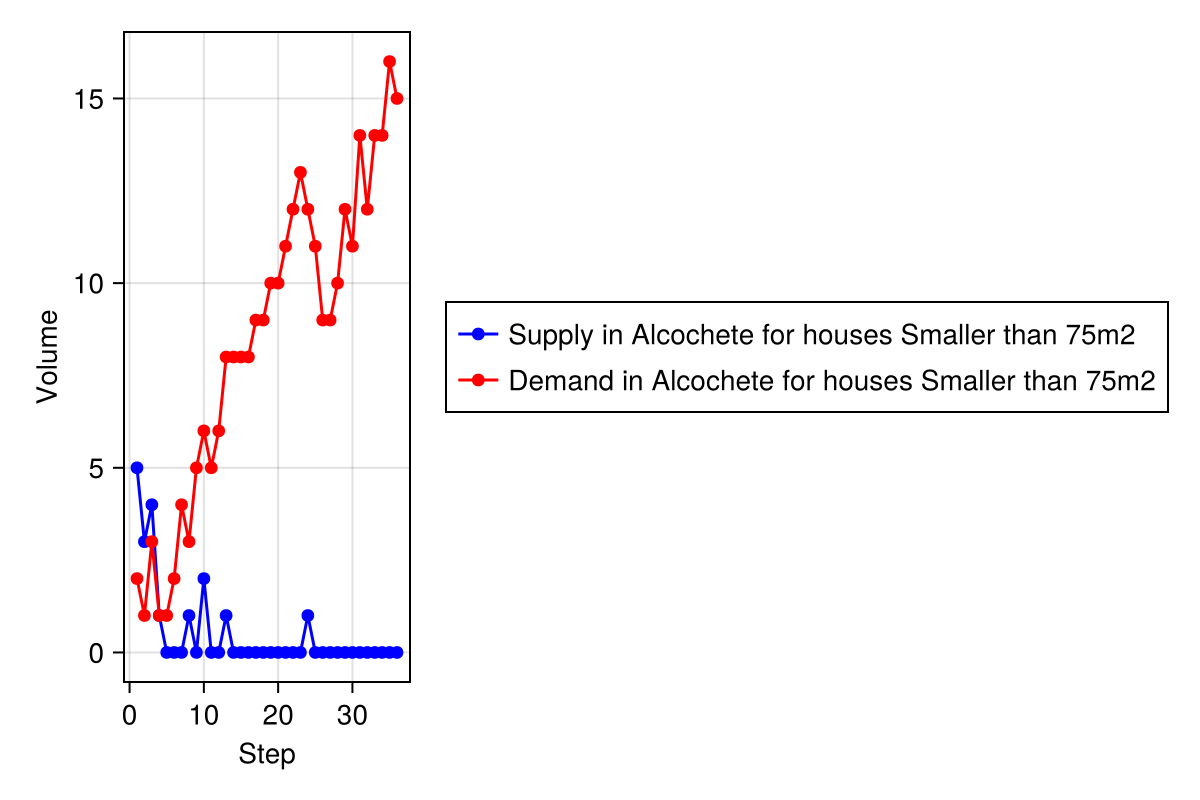 15
10
5
0
Volume
0 10 20 30
Step
Supply in Alcochete for houses Smaller than 75m2
Demand in Alcochete for houses Smaller than 75m2